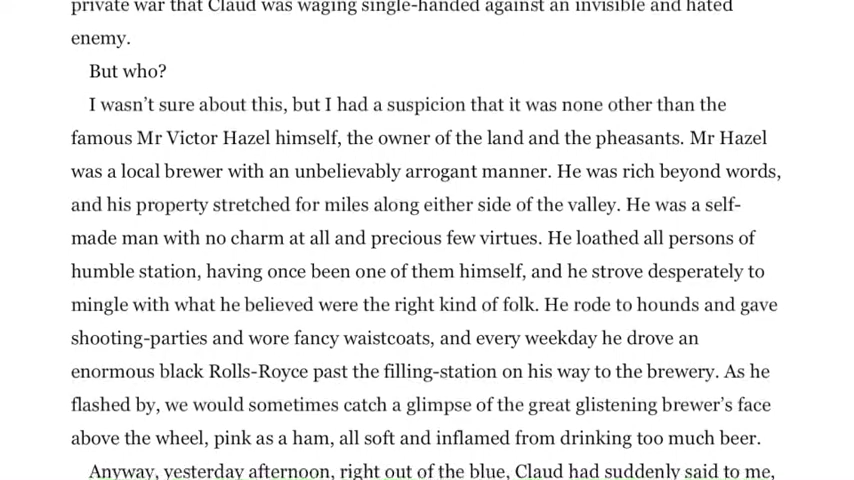 private war that Claud was waging single-handed against an invisible and hated
enemy.
But who?
I wasn’t sure about this, but I had a suspicion that it was none other than the
famous Mr Victor Hazel himself, the owner of the land and the pheasants. Mr Hazel
was a local brewer with an unbelievably arrogant manner. He was rich beyond words,
and his property stretched for miles along either side of the valley. He was a self-
made man with no charm at all and precious few virtues. He loathed all persons of
humble station, having once been one of them himself, and he strove desperately to
mingle with what he believed were the right kind of folk. He rode to hounds and gave
shooting-parties and wore fancy waistcoats, and every weekday he drove an
enormous black Rolls-Royce past the filling-station on his way to the brewery. As he
flashed by, we would sometimes catch a glimpse of the great glistening brewer’s face
above the wheel, pink as a ham, all soft and inflamed from drinking too much beer.
Anyway, yesterday afternoon, right out of the blue, Claud had suddenly said to me,